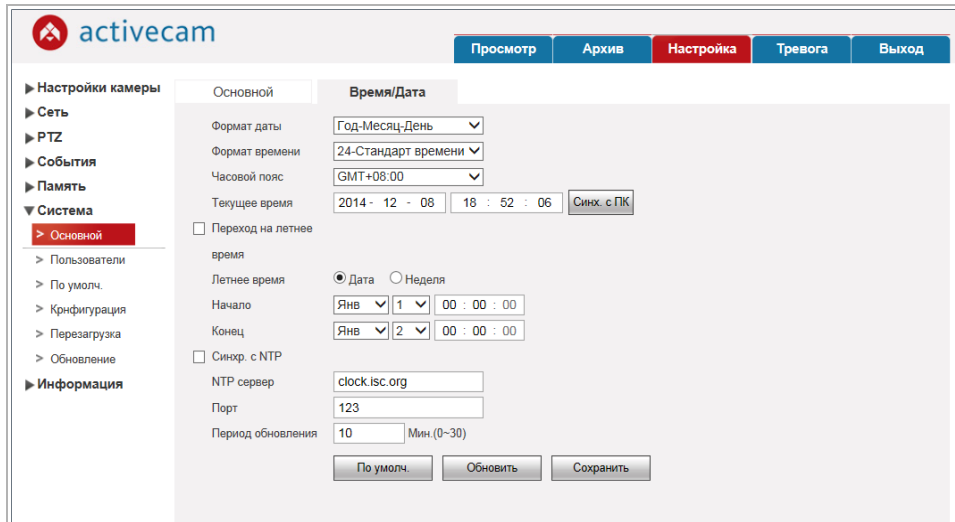 activecam
Просмотр Архив Настройка Тревога Выход
Настройки камеры
Сеть
PTZ
События
Память
Система
> Основной
> Пользователи
> По умолч.
> Крнфигурация
> Перезагрузка
> Обновление
Информация
Основной Время/Дата
Формат даты Год-Месяц-День
Формат времени 24-Стандарт времени
Часовой пояс GMT+08:00
Текущее время 2014 - 12 - 08 18 : 52 : 06 Синх. с ПК
Переход на летнее
время
Летнее время Дата Неделя
Начало Янв 1 00 : 00 : 00
Конец Янв 2 00 : 00 : 00
Синхр. с NTP
NTP сервер clock.isc.org
Порт 123
Период обновления 10 Мин.(0~30)
По умолч. Обновить Сохранить